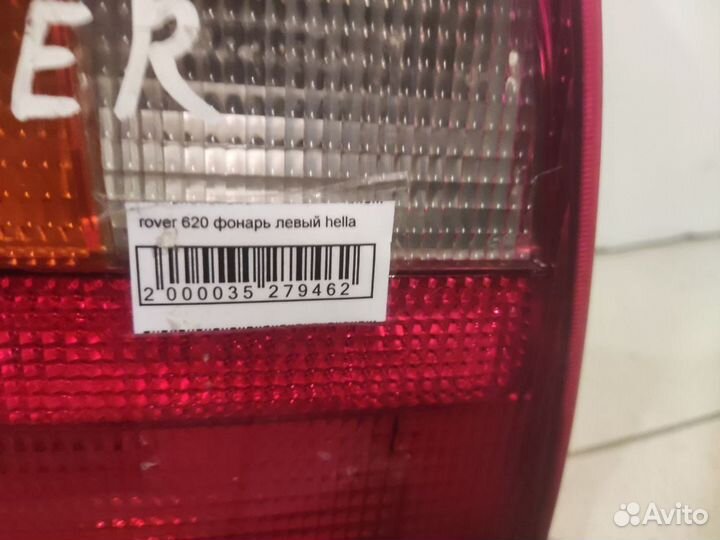 ER
rover 620 фонарь левый hella
2 000035 279462
Avito